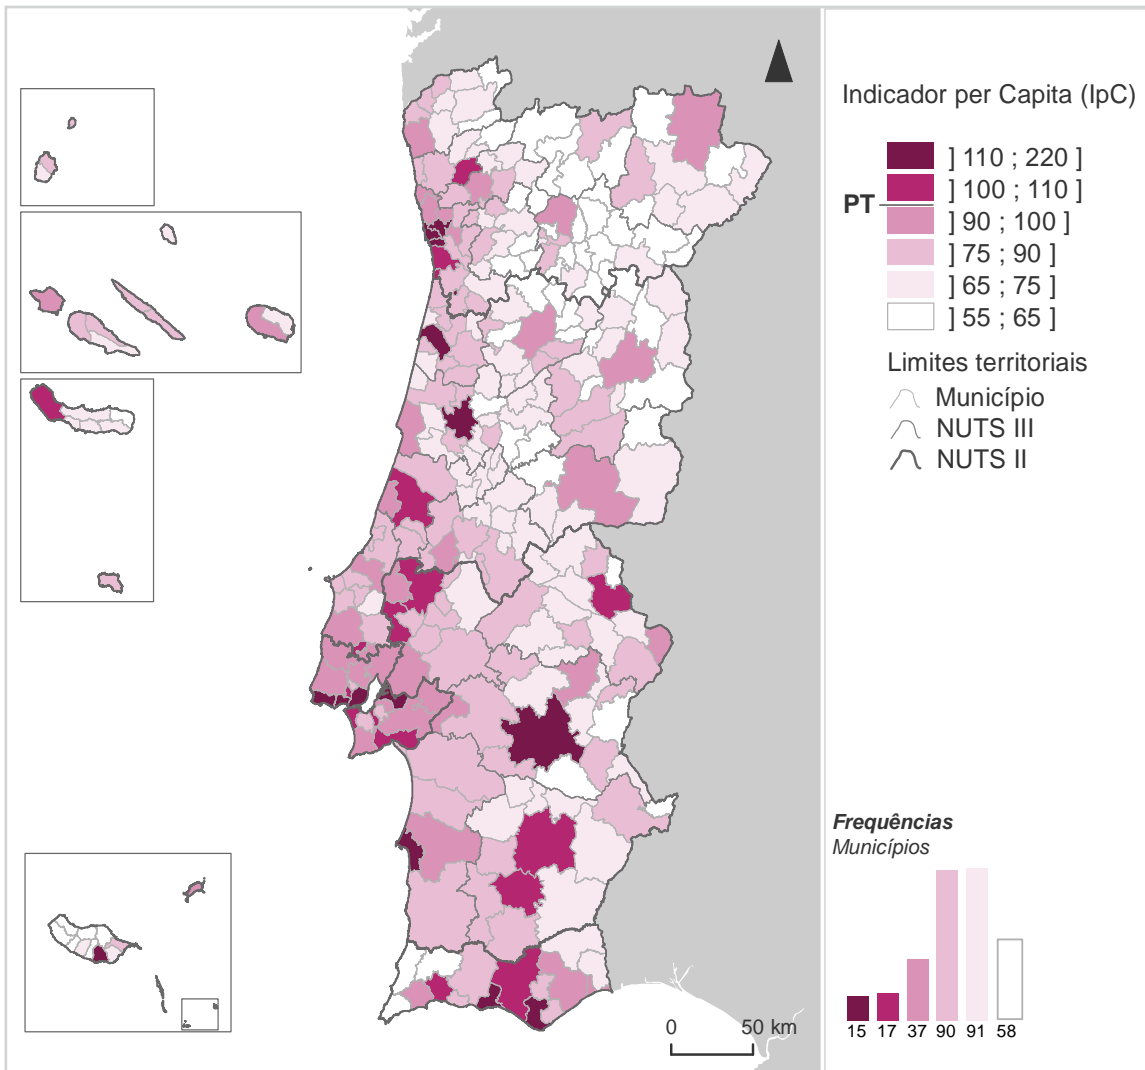 Indicador per Capita (IpC)
] 110 ; 220 ]
] 100 ; 110 ]
PT
] 90 ; 100 ]
] 75 ; 90 ]
] 65 ; 75 ]
] 55 ; 65 ]
Limites territoriais
Município
NUTS III
NUTS II
Frequências
Municípios
15 17 37 90 91 58
0 50 km